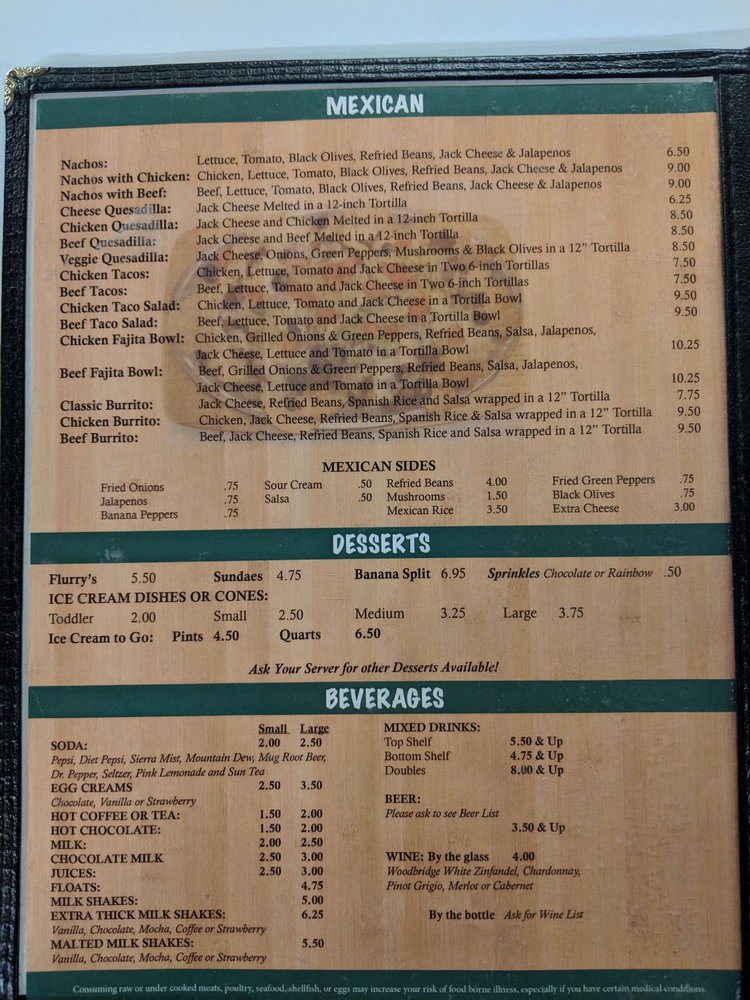 MEXICAN
Nachos: Lettuce, Tomato, Black Olives, Refried Beans, Jack Cheese & Jalapenos 6.50
Nachos with Chicken: Chicken, Lettuce, Tomato, Black Olives, Refried Beans, Jack Cheese & Jalapenos 9.00
Nachos with Beef: Beef, Lettuce, Tomato, Black Olives, Refried Beans, Jack Cheese & Jalapenos 9.00
Cheese Quesadilla: Jack Cheese Melted in a 12-inch Tortilla 6.25
Chicken Quesadilla: Jack Cheese and Chicken Melted in a 12-inch Tortilla 8.50
Beef Quesadilla: Jack Cheese and Beef Melted in a 12-inch Tortilla 8.50
Veggie Quesadilla: Jack Cheese, Onions, Green Peppers, Mushrooms & Black Olives in a 12” Tortilla 8.50
Chicken Tacos: Chicken, Lettuce, Tomato and Jack Cheese in Two 6-inch Tortillas 7.50
Beef Tacos: Beef, Lettuce, Tomato and Jack Cheese in Two 6-inch Tortillas 7.50
Chicken Taco Salad: Chicken, Lettuce, Tomato and Jack Cheese in a Tortilla Bowl 9.50
Beef Taco Salad: Beef, Lettuce, Tomato and Jack Cheese in a Tortilla Bowl 9.50
Chicken Fajita Bowl: Chicken, Grilled Onions & Green Peppers, Refried Beans, Salsa, Jalapenos,
Jack Cheese, Lettuce and Tomato in a Tortilla Bowl 10.25
Beef Fajita Bowl: Beef, Grilled Onions & Green Peppers, Refried Beans, Salsa, Jalapenos,
Jack Cheese, Lettuce and Tomato in a Tortilla Bowl 10.25
Classic Burrito: Jack Cheese, Refried Beans, Spanish Rice and Salsa wrapped in a 12” Tortilla 7.75
Chicken Burrito: Chicken, Jack Cheese, Refried Beans, Spanish Rice & Salsa wrapped in a 12” Tortilla 9.50
Beef Burrito: Beef, Jack Cheese, Refried Beans, Spanish Rice and Salsa wrapped in a 12” Tortilla 9.50
MEXICAN SIDES
Fried Onions .75 Sour Cream .50 Refried Beans 4.00 Fried Green Peppers .75
Jalapenos .75 Salsa .50 Mushrooms 1.50 Black Olives .75
Banana Peppers .75 Mexican Rice 3.50 Extra Cheese 3.00
DESSERTS
Flurry's 5.50 Sundaes 4.75 Banana Split 6.95 Sprinkles Chocolate or Rainbow .50
ICE CREAM DISHES OR CONES:
Toddler 2.00 Small 2.50 Medium 3.25 Large 3.75
Ice Cream to Go: Pints 4.50 Quarts 6.50
Ask Your Server for other Desserts Available!
BEVERAGES
Small Large
SODA: 2.00 2.50
Pepsi, Diet Pepsi, Sierra Mist, Mountain Dew, Mug Root Beer,
Dr. Pepper, Seltzer, Pink Lemonade and Sun Tea
EGG CREAMS 2.50 3.50
Chocolate, Vanilla or Strawberry
HOT COFFEE OR TEA: 1.50 2.00
HOT CHOCOLATE: 1.50 2.00
MILK: 2.00 2.50
CHOCOLATE MILK 2.50 3.00
JUICES: 2.50 3.00
FLOATS: 4.75
MILK SHAKES: 5.00
EXTRA THICK MILK SHAKES: 6.25
Vanilla, Chocolate, Mocha, Coffee or Strawberry
MALTED MILK SHAKES: 5.50
Vanilla, Chocolate, Mocha, Coffee or Strawberry
MIXED DRINKS:
Top Shelf 5.50 & Up
Bottom Shelf 4.75 & Up
Doubles 8.00 & Up
BEER:
Please ask to see Beer List
3.50 & Up
WINE: By the glass 4.00
Woodbridge White Zinfandel, Chardonnay,
Pinot Grigio, Merlot or Cabernet
By the bottle Ask for Wine List
Consuming raw or under cooked meats, poultry, seafood, shellfish, or eggs may increase your risk of food borne illness, especially if you have certain medical conditions.